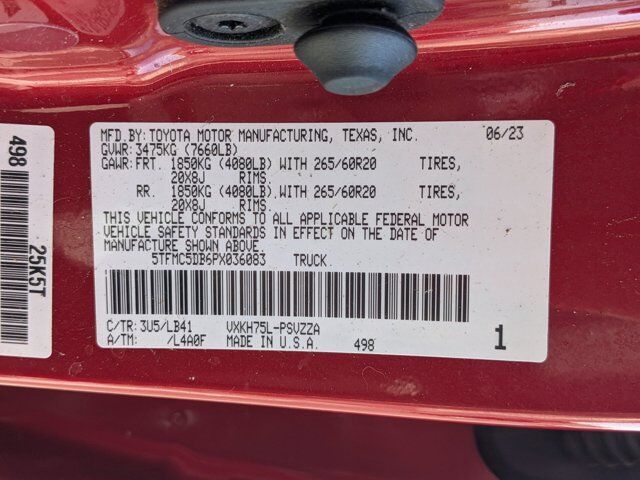 MFD.BY: TOYOTA MOTOR MANUFACTURING, TEXAS, INC. 06/23
GVWR: 3475KG (7660LB)
GAWR: FRT. 1850KG (4080LB) WITH 265/60R20 TIRES,
20X8J RIMS.
RR. 1850KG (4080LB) WITH 265/60R20 TIRES,
20X8J RIMS.
THIS VEHICLE CONFORMS TO ALL APPLICABLE FEDERAL MOTOR
VEHICLE SAFETY STANDARDS IN EFFECT ON THE DATE OF
MANUFACTURE SHOWN ABOVE.
5TFMC5DB6PX036083 TRUCK.
C/TR: 3U5/LB41 VXKH75L-PSVZZA
A/TM: /L4A0F MADE IN U.S.A. 498 1
498
25K5T